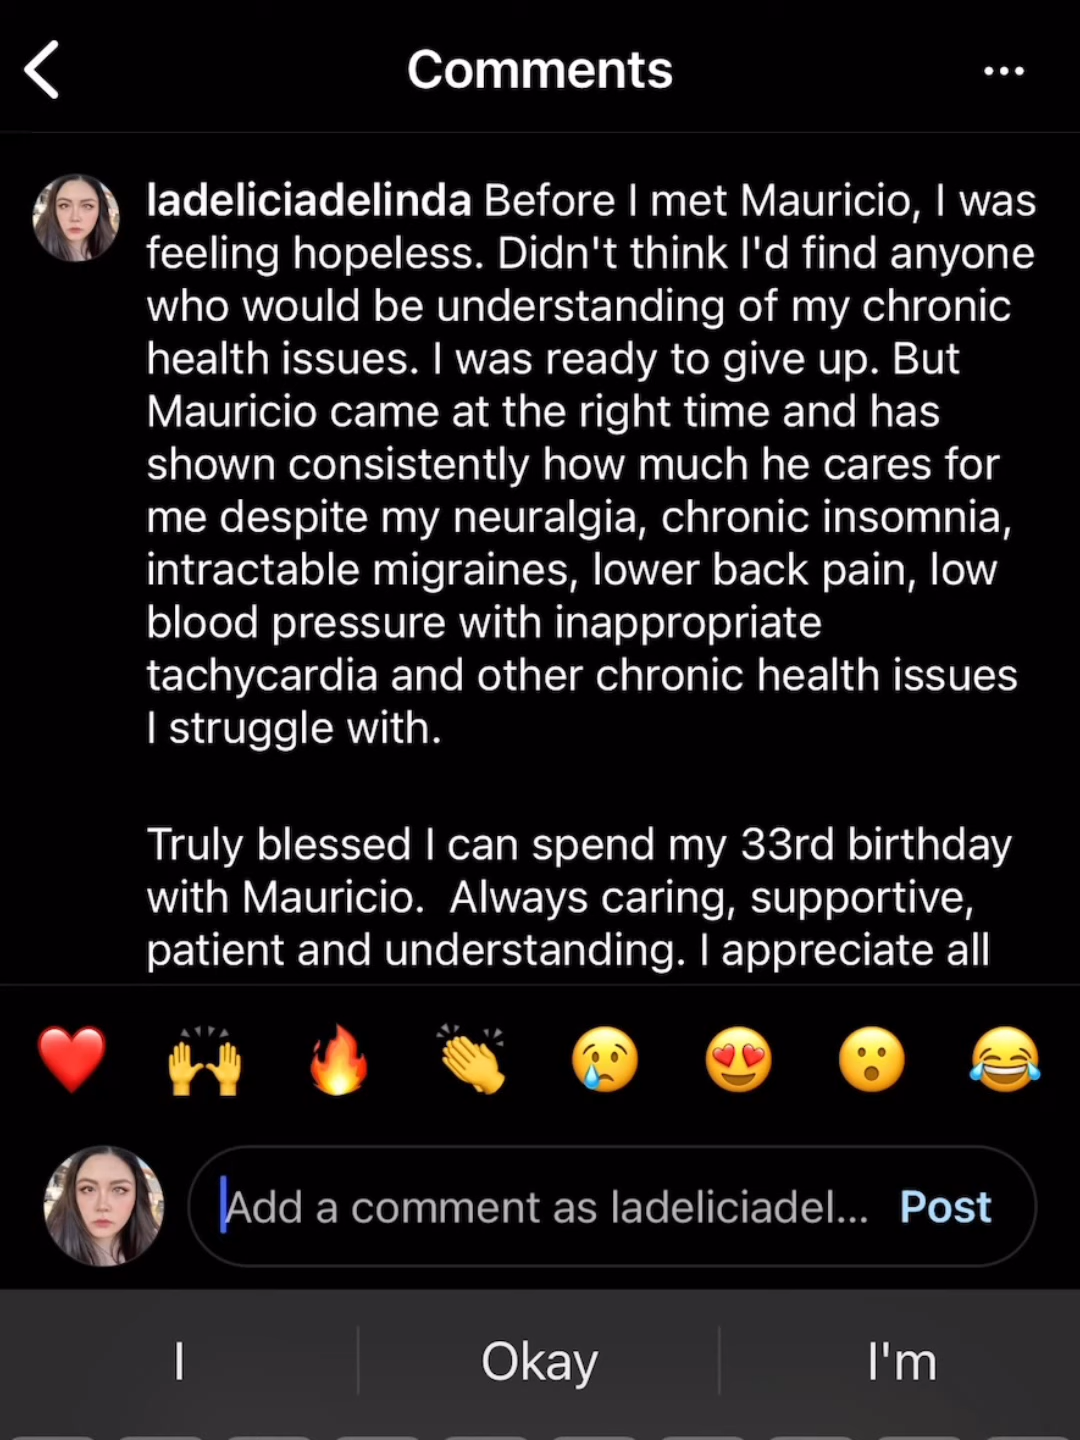 Comments
ladeliciadelinda Before I met Mauricio, I was
feeling hopeless. Didn't think I'd find anyone
who would be understanding of my chronic
health issues. I was ready to give up. But
Mauricio came at the right time and has
shown consistently how much he cares for
me despite my neuralgia, chronic insomnia,
intractable migraines, lower back pain, low
blood pressure with inappropriate
tachycardia and other chronic health issues
I struggle with.
Truly blessed I can spend my 33rd birthday
with Mauricio.  Always caring, supportive,
patient and understanding. I appreciate all
Add a comment as ladeliciadel... Post
I Okay I'm